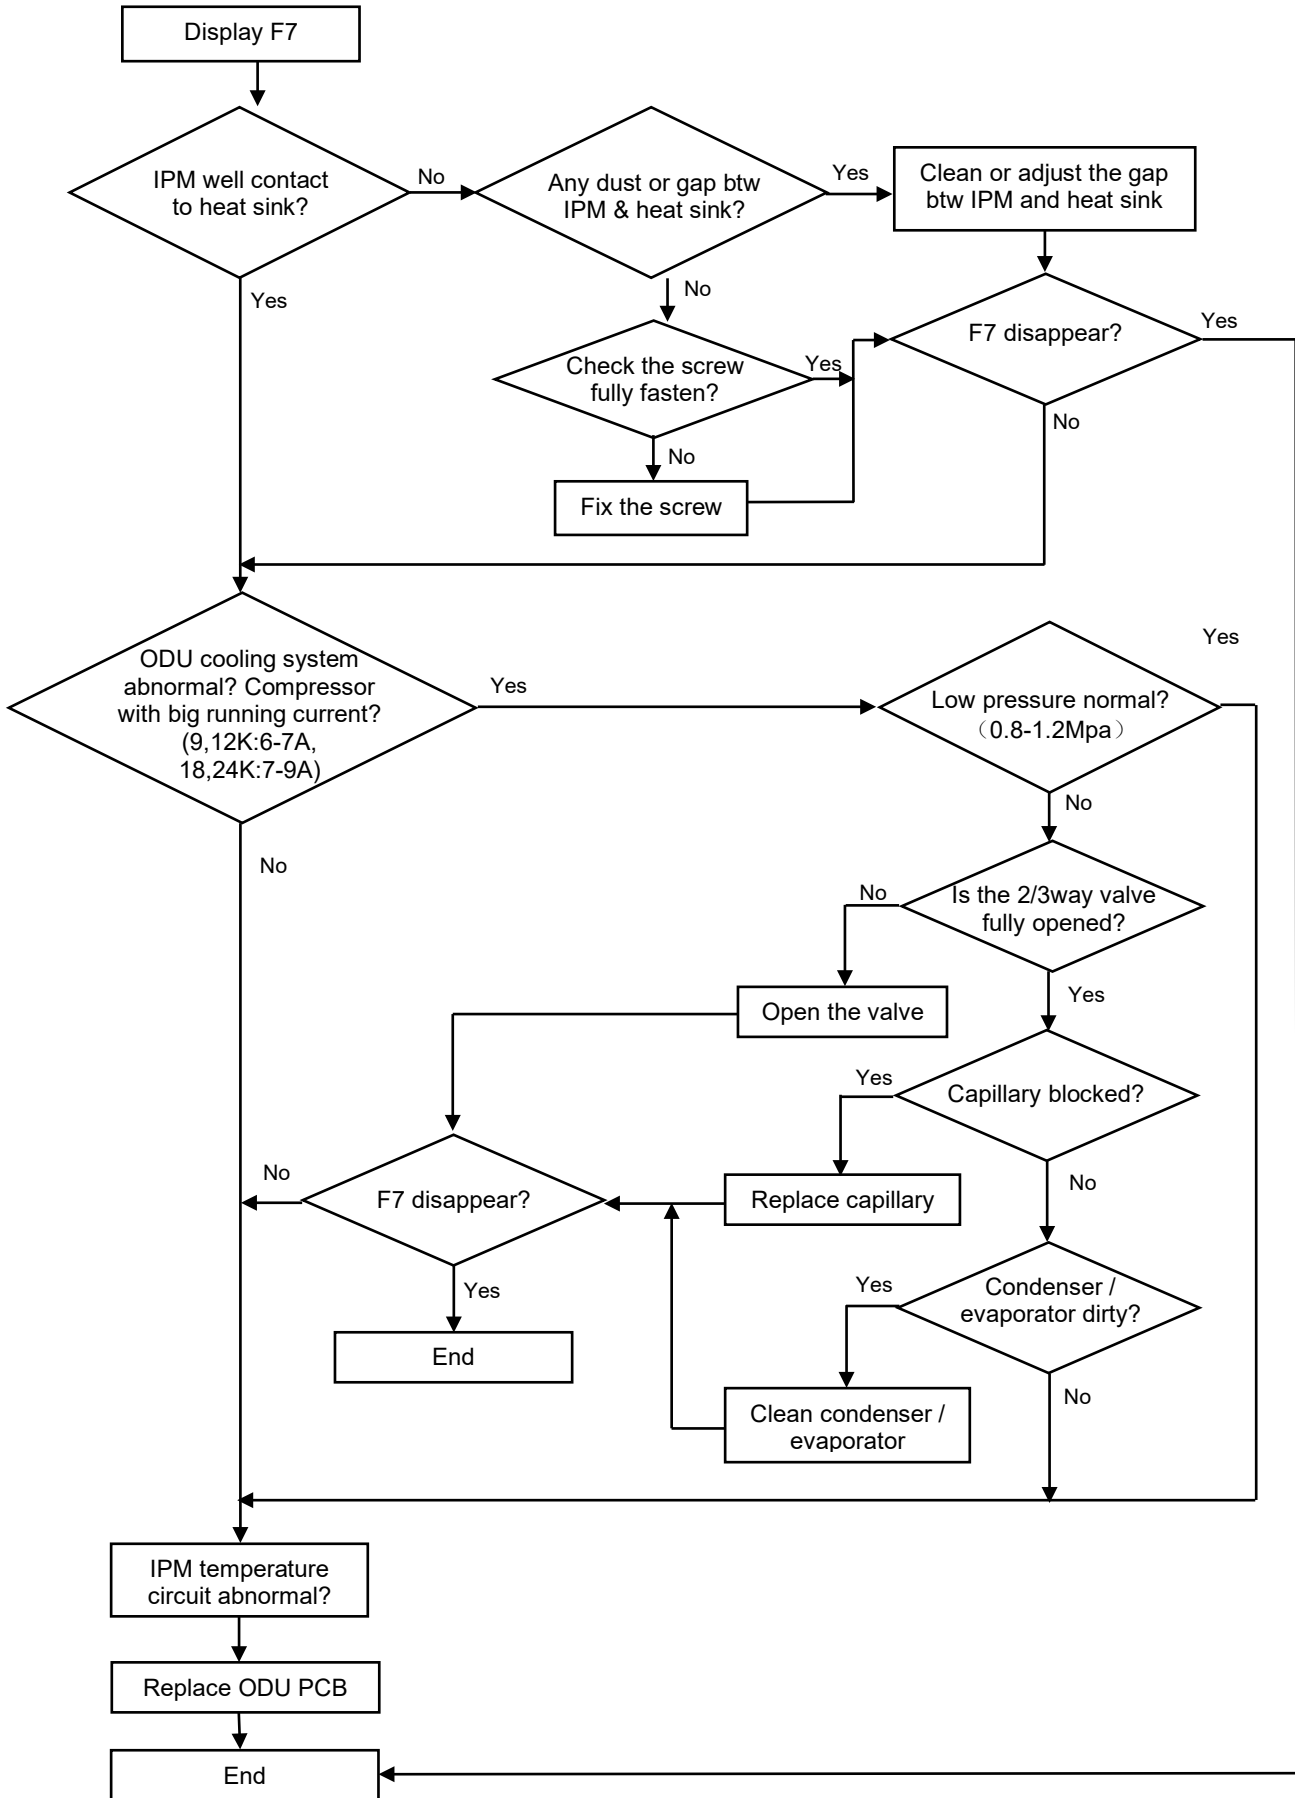 Display F7
IPM well contact
to heat sink?
No
Any dust or gap btw
IPM & heat sink?
Yes
Clean or adjust the gap
btw IPM and heat sink
Yes
No
Check the screw
fully fasten?
Yes
F7 disappear?
Yes
No
No
Fix the screw
ODU cooling system
abnormal? Compressor
with big running current?
(9,12K:6-7A,
18,24K:7-9A)
Yes
Low pressure normal?
（0.8-1.2Mpa）
Yes
No
No
Is the 2/3way valve
fully opened?
No
Open the valve
Yes
Capillary blocked?
Yes
No
F7 disappear?
Replace capillary
No
Yes
Condenser /
evaporator dirty?
Yes
End
No
Clean condenser /
evaporator
IPM temperature
circuit abnormal?
Replace ODU PCB
End